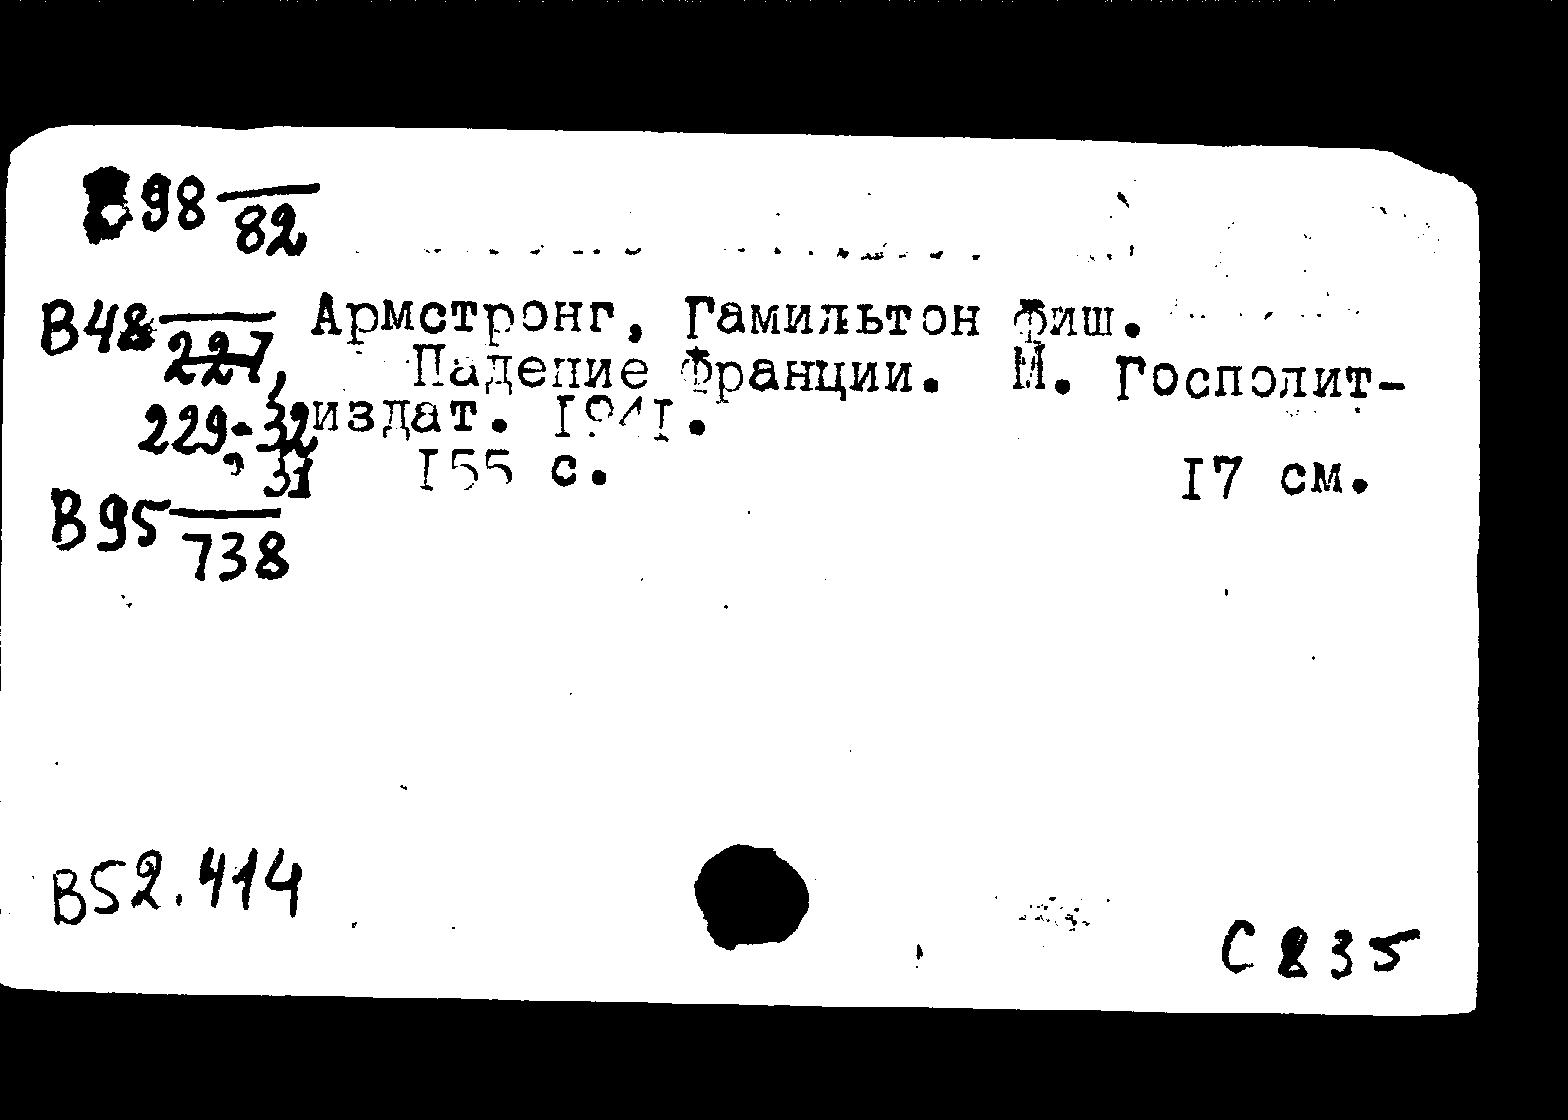 В98 82
В48 227, Армстронг, Гамильтон Фиш.
Падение Франции. М. Госполит-
229-32 издат. 1941.
31 155 с. 17 см.
В95 738
В52.414
С 835